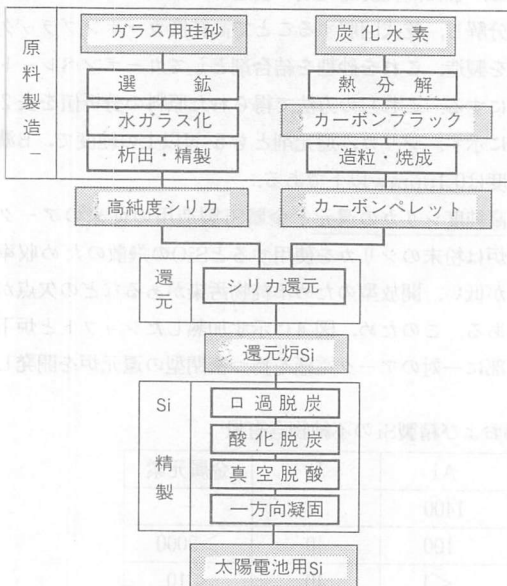 原料製造
ガラス用珪砂
選鉱
水ガラス化
析出・精製
高純度シリカ
炭化水素
熱分解
カーボンブラック
造粒・焼成
カーボンペレット
還元
シリカ還元
還元炉Si
Si精製
ロ過脱炭
酸化脱炭
真空脱酸
一方向凝固
太陽電池用Si